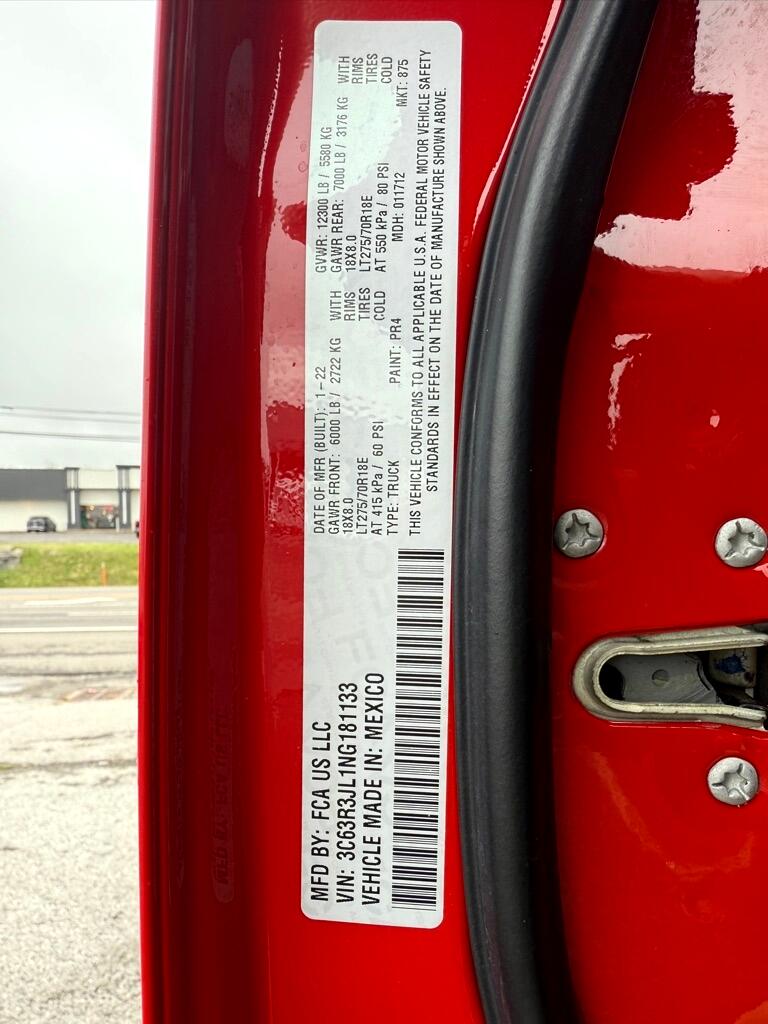 MFD BY: FCA US LLC
VIN: 3C63R3JL1NG181133
VEHICLE MADE IN: MEXICO
DATE OF MFR (BUILT): 1-22 GVWR: 12300 LB / 5580 KG
GAWR FRONT: 6000 LB / 2722 KG WITH GAWR REAR: 7000 LB / 3176 KG WITH
18X8.0 RIMS 18X8.0 RIMS
LT275/70R18E TIRES LT275/70R18E TIRES
AT 415 kPa / 60 PSI COLD AT 550 kPa / 80 PSI COLD
TYPE: TRUCK PAINT: PR4 MDH: 011712 MKT: 875
THIS VEHICLE CONFORMS TO ALL APPLICABLE U.S.A. FEDERAL MOTOR VEHICLE SAFETY
STANDARDS IN EFFECT ON THE DATE OF MANUFACTURE SHOWN ABOVE.